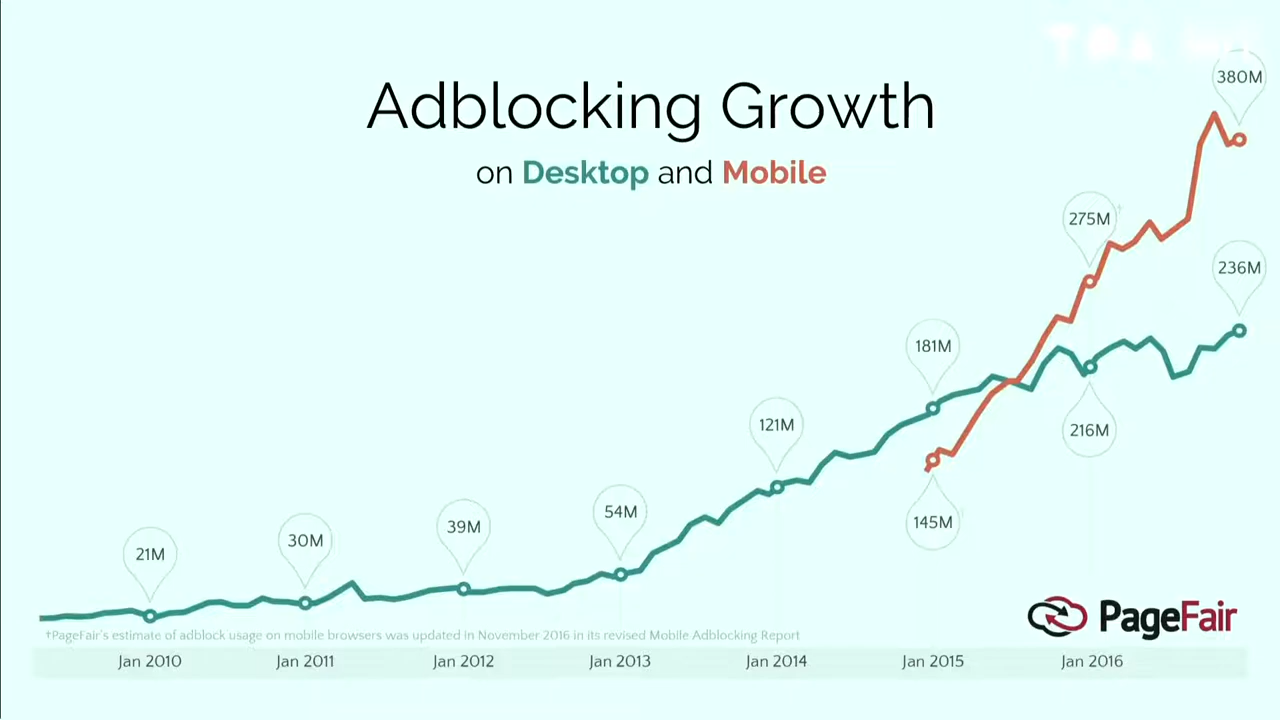 Adblocking Growth
on Desktop and Mobile
380M
275M†
236M
181M
121M
216M
54M
39M
145M†
30M
21M
PageFair
†PageFair's estimate of adblock usage on mobile browsers was updated in November 2016 in its revised Mobile Adblocking Report
Jan 2010 Jan 2011 Jan 2012 Jan 2013 Jan 2014 Jan 2015 Jan 2016